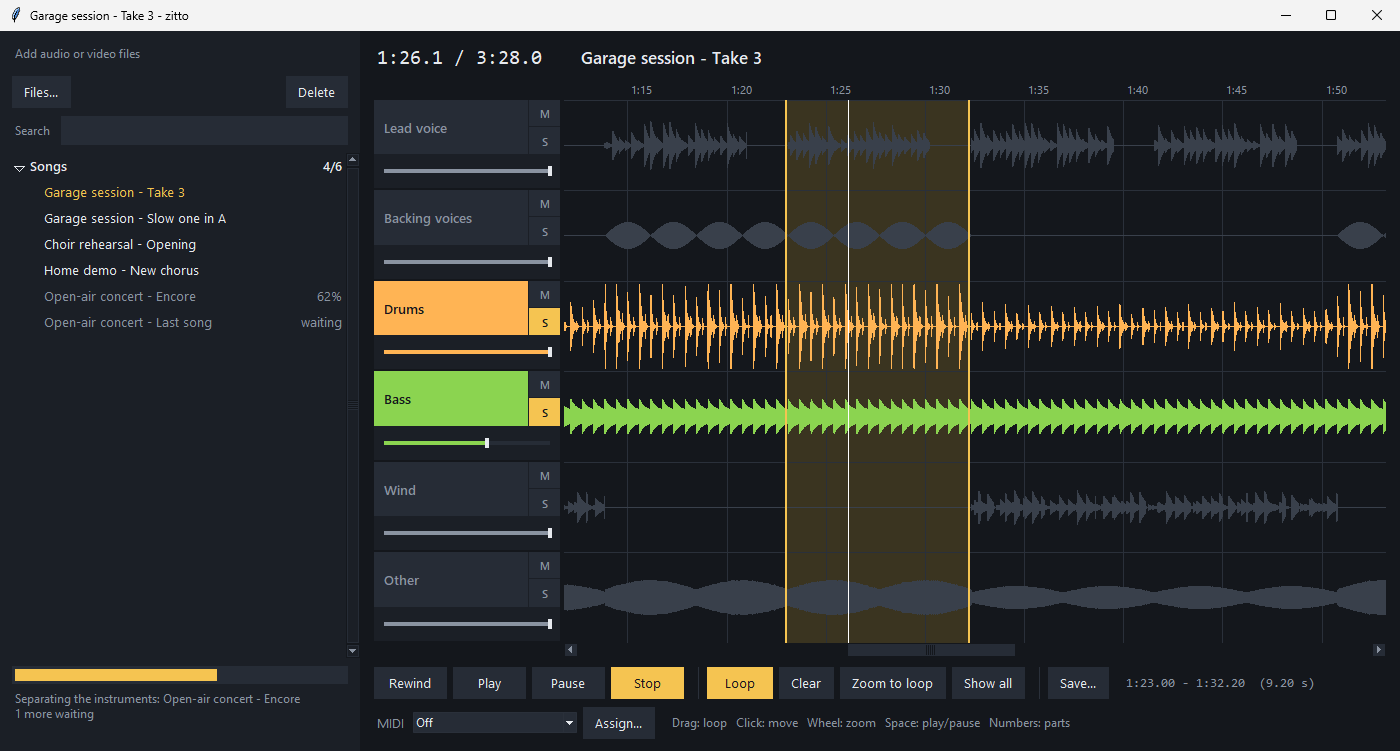 Garage session - Take 3 - zitto
Add audio or video files
Files...
Delete
Search
Songs 4/6
Garage session - Take 3
Garage session - Slow one in A
Choir rehearsal - Opening
Home demo - New chorus
Open-air concert - Encore 62%
Open-air concert - Last song waiting
Separating the instruments: Open-air concert - Encore
1 more waiting
1:26.1 / 3:28.0 Garage session - Take 3
1:15 1:20 1:25 1:30 1:35 1:40 1:45 1:50
Lead voice M S
Backing voices M S
Drums M S
Bass M S
Wind M S
Other M S
Rewind Play Pause Stop Loop Clear Zoom to loop Show all Save... 1:23.00 - 1:32.20 (9.20 s)
MIDI Off Assign... Drag: loop Click: move Wheel: zoom Space: play/pause Numbers: parts